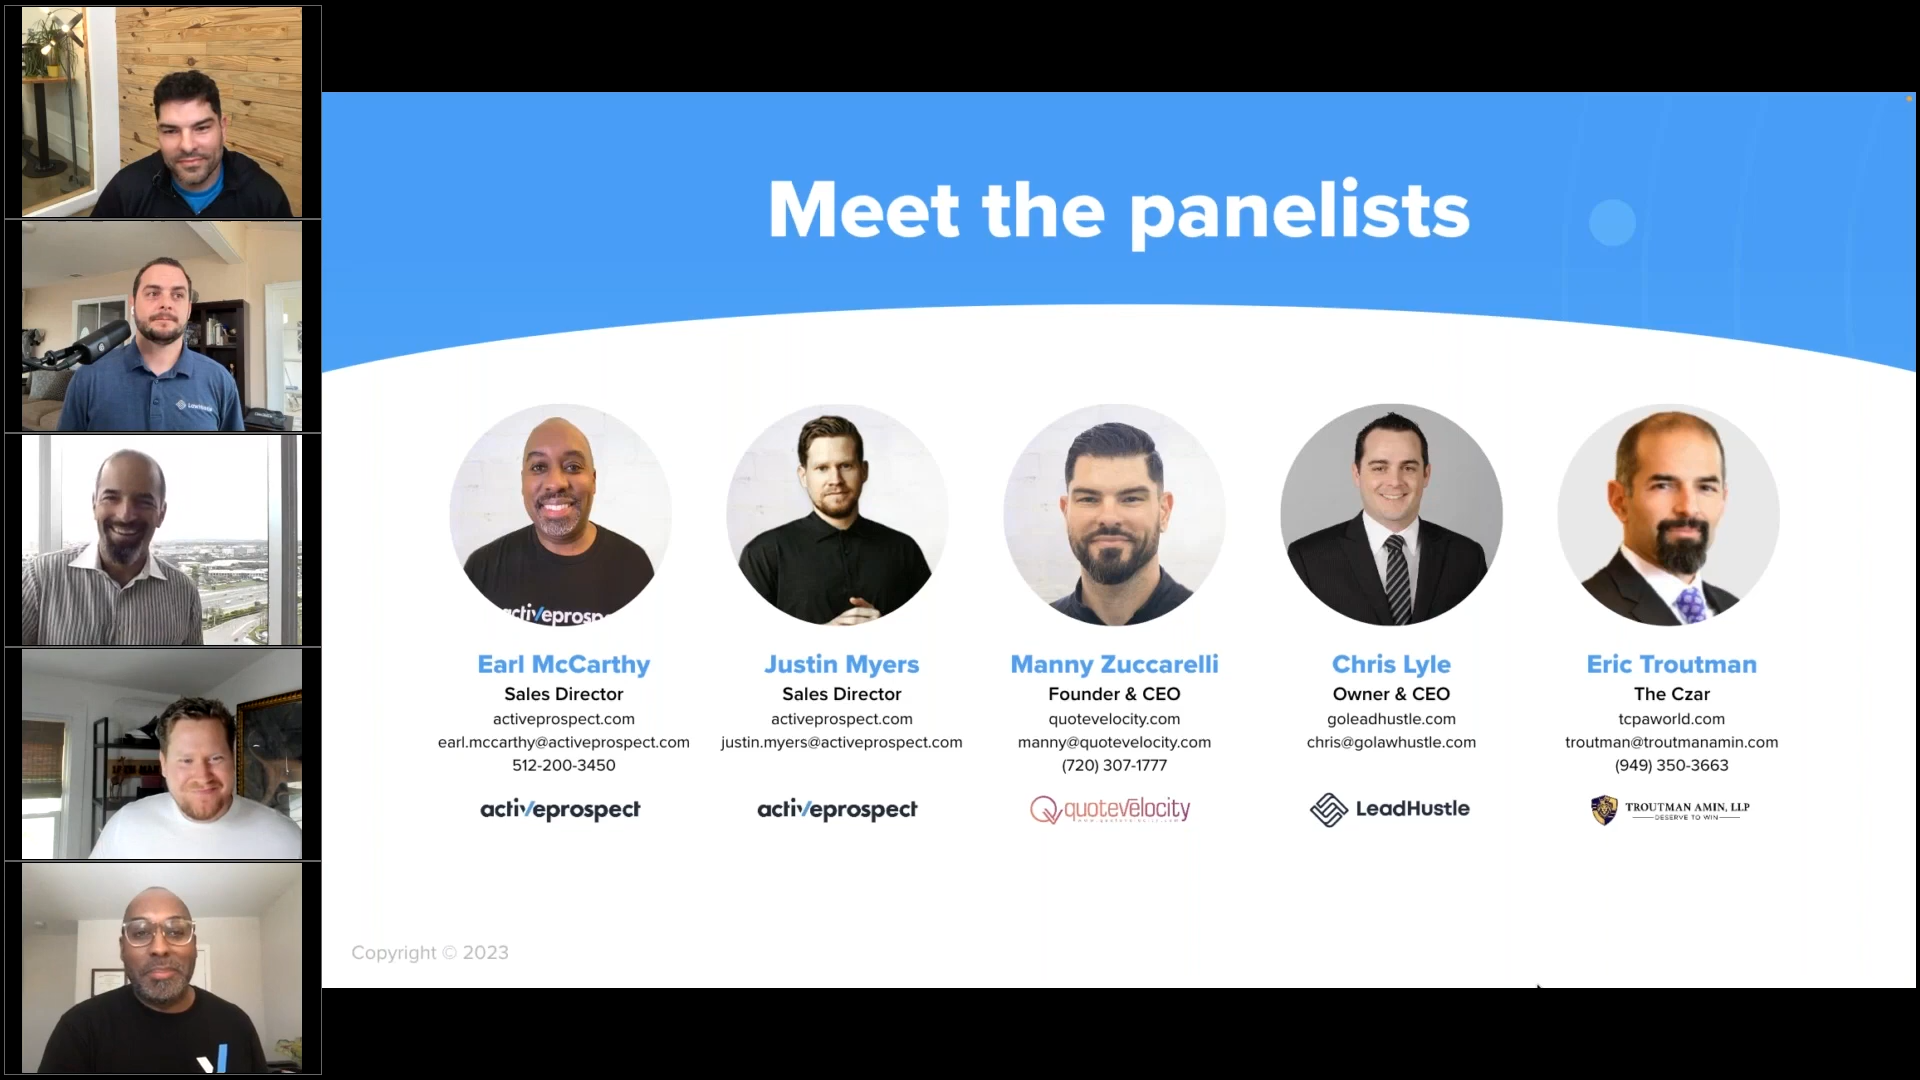 Meet the panelists
activeprosp
Earl McCarthy
Sales Director
activeprospect.com
earl.mccarthy@activeprospect.com
512-200-3450
activeprospect
Justin Myers
Sales Director
activeprospect.com
justin.myers@activeprospect.com
activeprospect
Manny Zuccarelli
Founder & CEO
quotevelocity.com
manny@quotevelocity.com
(720) 307-1777
quotevelocity
Chris Lyle
Owner & CEO
goleadhustle.com
chris@golawhustle.com
LeadHustle
Eric Troutman
The Czar
tcpaworld.com
troutman@troutmanamin.com
(949) 350-3663
TROUTMAN AMIN, LLP
DESERVE TO WIN
Copyright © 2023
LawHustle